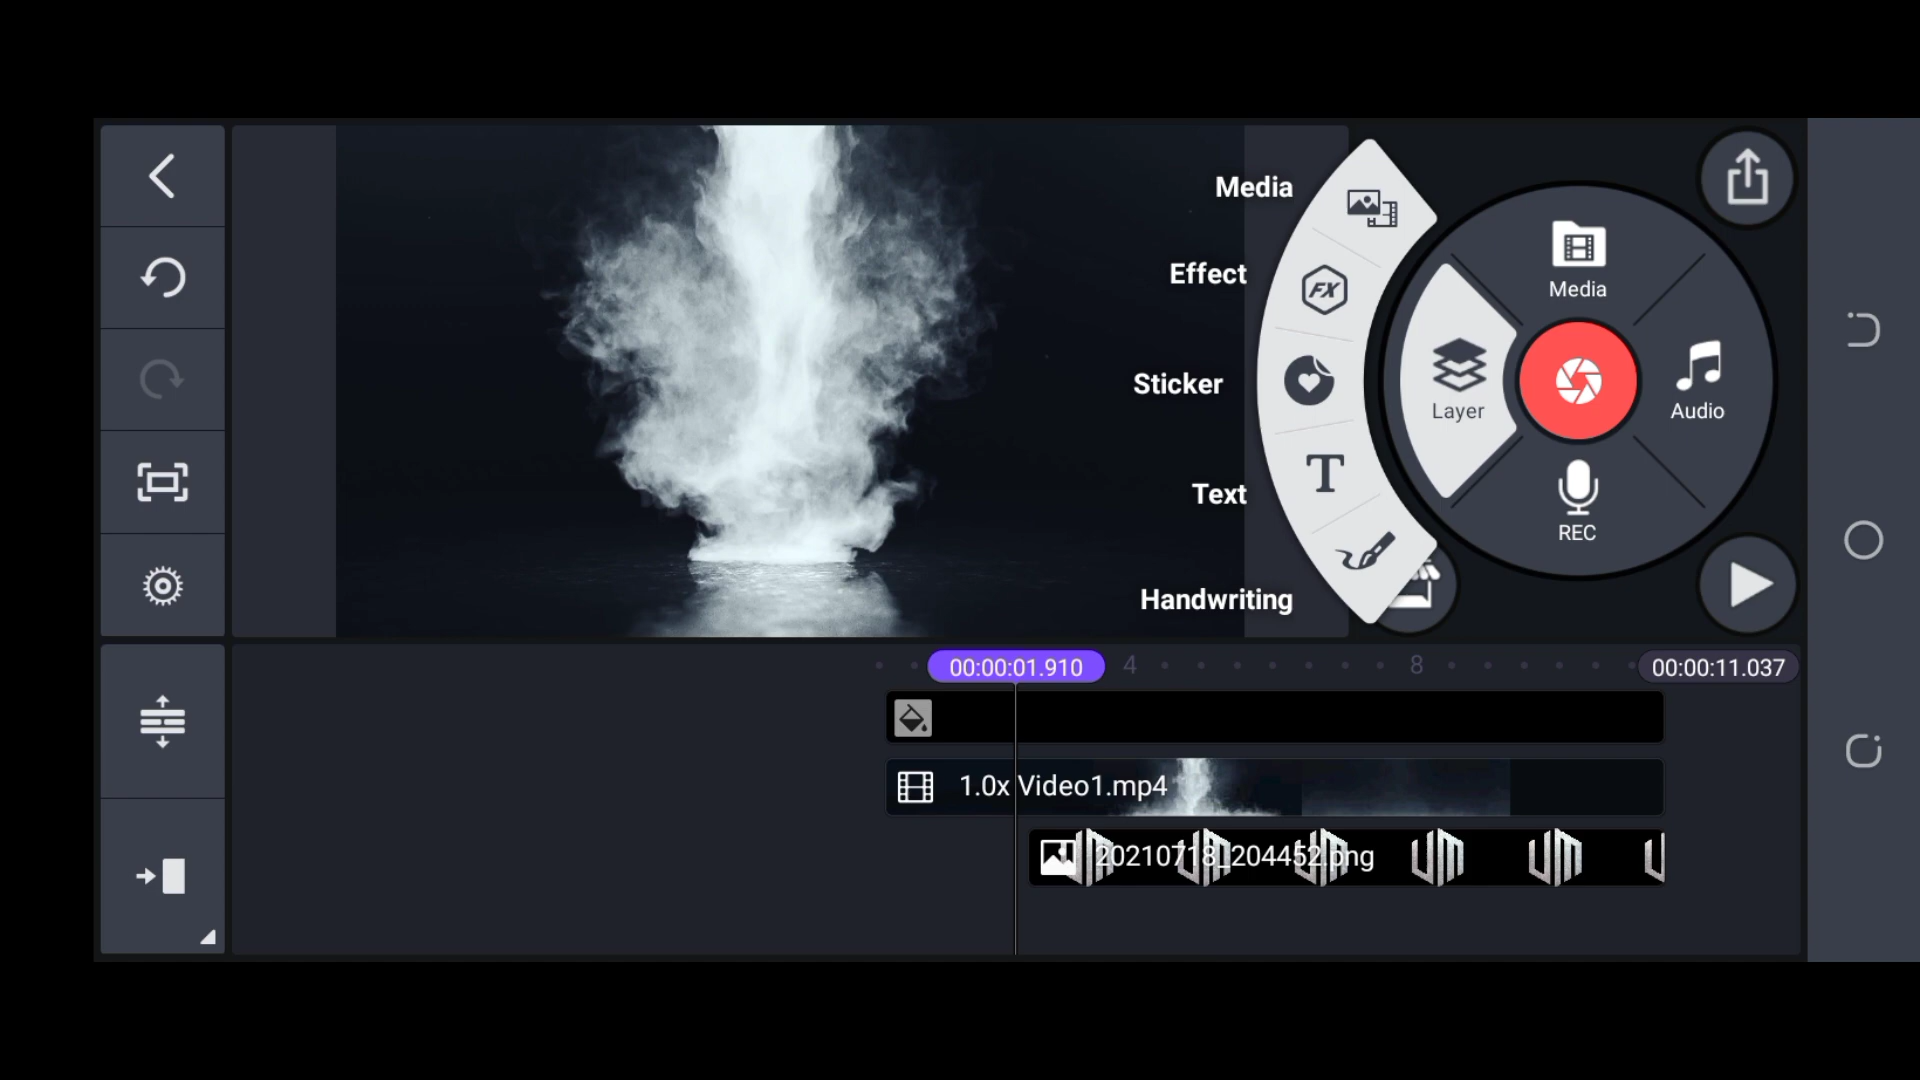 Media
Effect
Sticker
Text
Handwriting
FX
T
Media
Layer
Audio
REC
00:00:01.910
4
8
00:00:11.037
1.0x Video1.mp4
20210718_204452.png